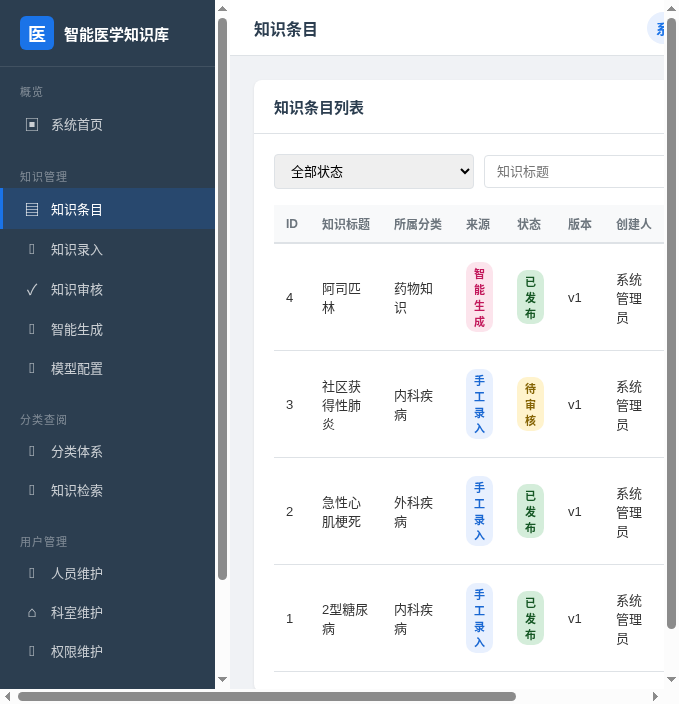 医 智能医学知识库
概览
系统首页
知识管理
知识条目
知识录入
知识审核
智能生成
模型配置
分类查阅
分类体系
知识检索
用户管理
人员维护
科室维护
权限维护
知识条目
知识条目列表
全部状态 知识标题
ID 知识标题 所属分类 来源 状态 版本 创建人
4 阿司匹林 药物知识 智能生成 已发布 v1 系统管理员
3 社区获得性肺炎 内科疾病 手工录入 待审核 v1 系统管理员
2 急性心肌梗死 外科疾病 手工录入 已发布 v1 系统管理员
1 2型糖尿病 内科疾病 手工录入 已发布 v1 系统管理员